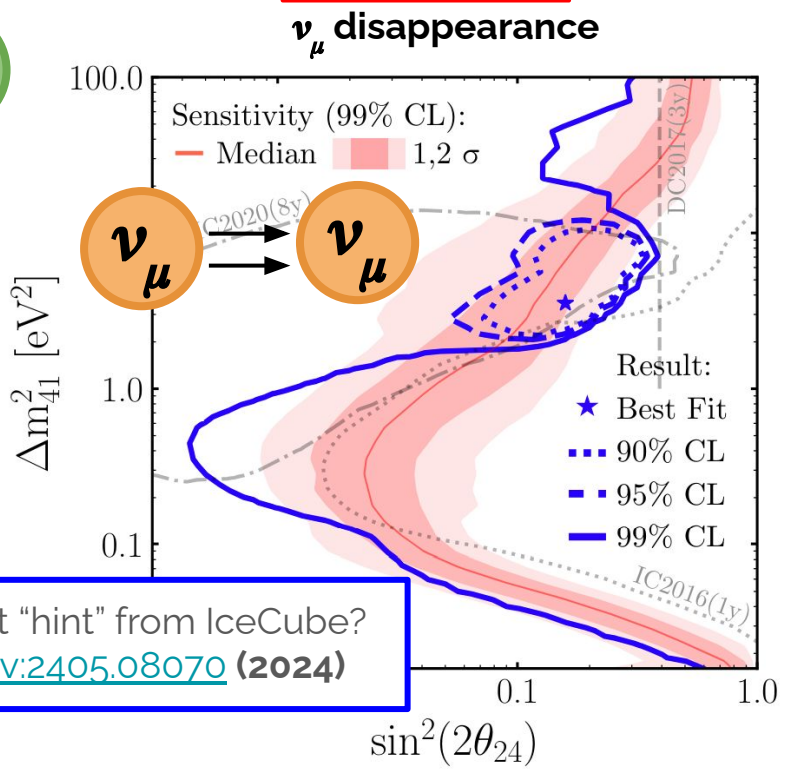 νμ disappearance
100.0
Sensitivity (99% CL):
Median 1,2 σ
DC2017(3y)
C2020(8y)
νμ νμ
Δm²₄₁ [eV²]
1.0
Result:
Best Fit
90% CL
95% CL
99% CL
0.1
IC2016(1y)
t “hint” from IceCube?
v:2405.08070 (2024)
0.1 1.0
sin²(2θ₂₄)